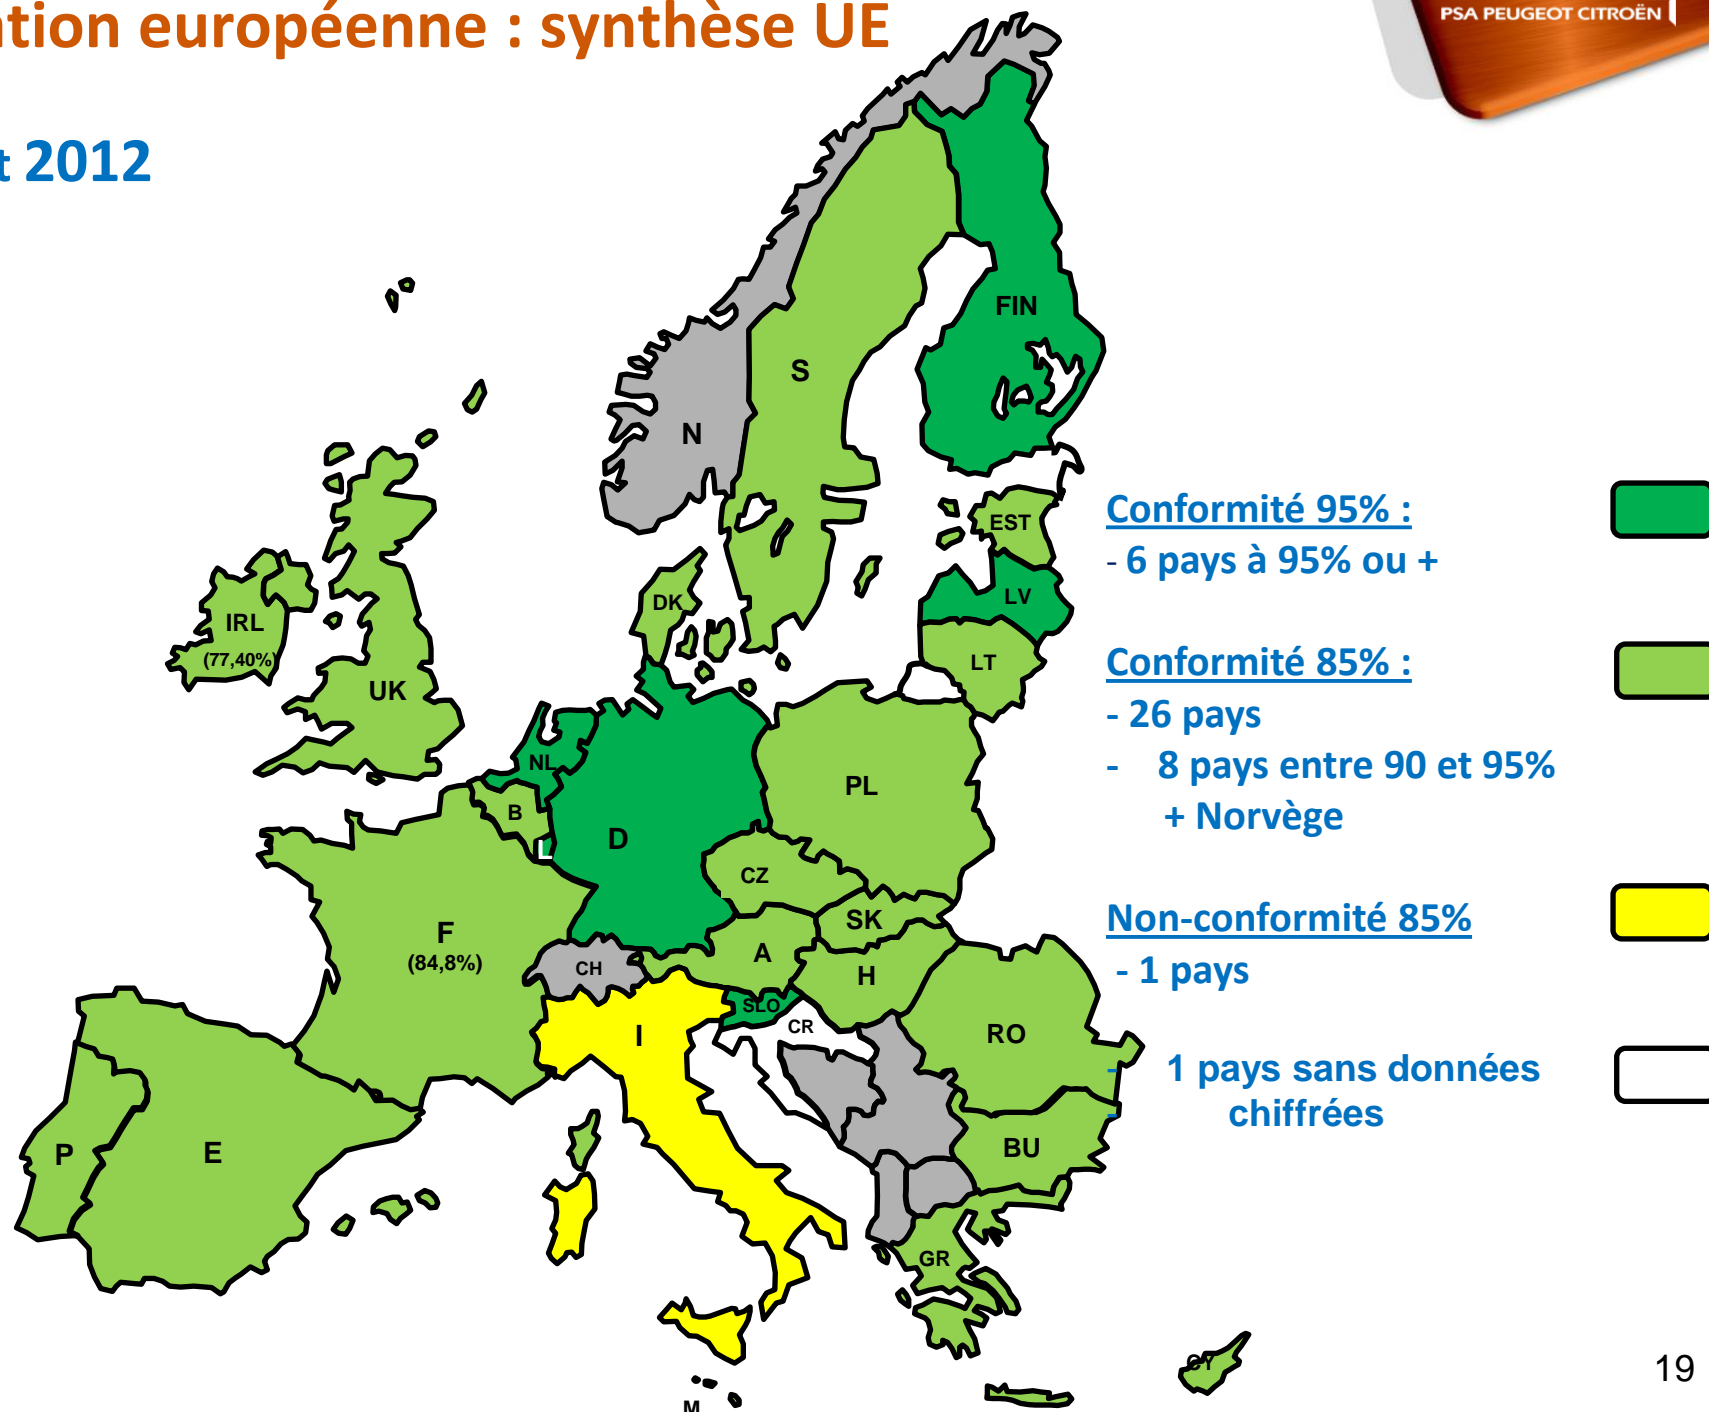 ation européenne : synthèse UE
PSA PEUGEOT CITROËN
t 2012
FIN
S
N
EST
LV
LT
DK
IRL
(77,40%)
UK
NL
B
L
D
PL
CZ
SK
A
H
F
(84,8%)
CH
SLO
CR
I
RO
BU
P
E
GR
CY
M
Conformité 95% :
- 6 pays à 95% ou +
Conformité 85% :
- 26 pays
- 8 pays entre 90 et 95%
+ Norvège
Non-conformité 85%
- 1 pays
- 1 pays sans données
- chiffrées
19